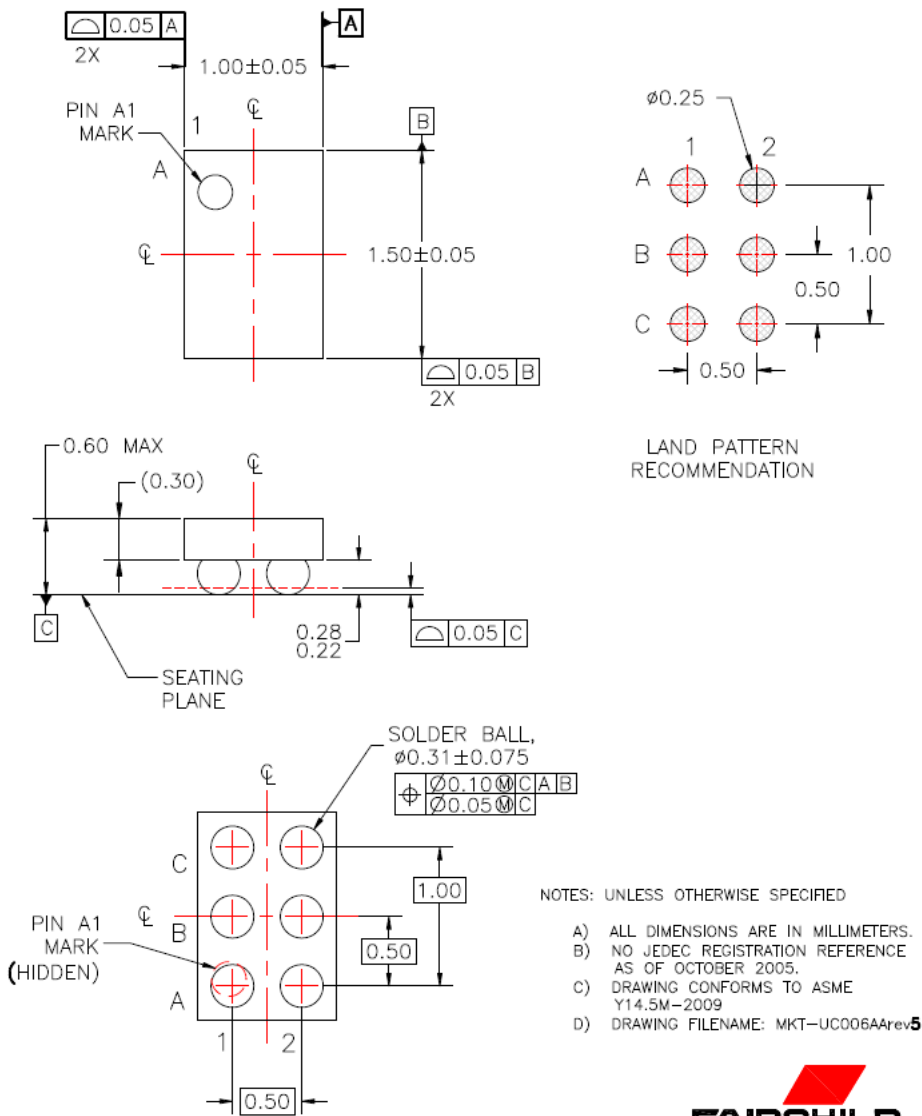 0.05 A
2X
A
1.00±0.05
PIN A1
MARK
1
℄
A
B
℄
1.50±0.05
0.05 B
2X
ø0.25
1 2
A
B
C
1.00
0.50
0.50
LAND PATTERN
RECOMMENDATION
0.60 MAX
(0.30)
℄
C
0.28
0.22
0.05 C
SEATING
PLANE
SOLDER BALL,
ø0.31±0.075
⌖ Ø0.10Ⓜ C A B
Ø0.05Ⓜ C
℄
C
℄
B
A
PIN A1
MARK
(HIDDEN)
1.00
0.50
1 2
0.50
NOTES: UNLESS OTHERWISE SPECIFIED
A) ALL DIMENSIONS ARE IN MILLIMETERS.
B) NO JEDEC REGISTRATION REFERENCE
AS OF OCTOBER 2005.
C) DRAWING CONFORMS TO ASME
Y14.5M-2009
D) DRAWING FILENAME: MKT-UC006AArev5